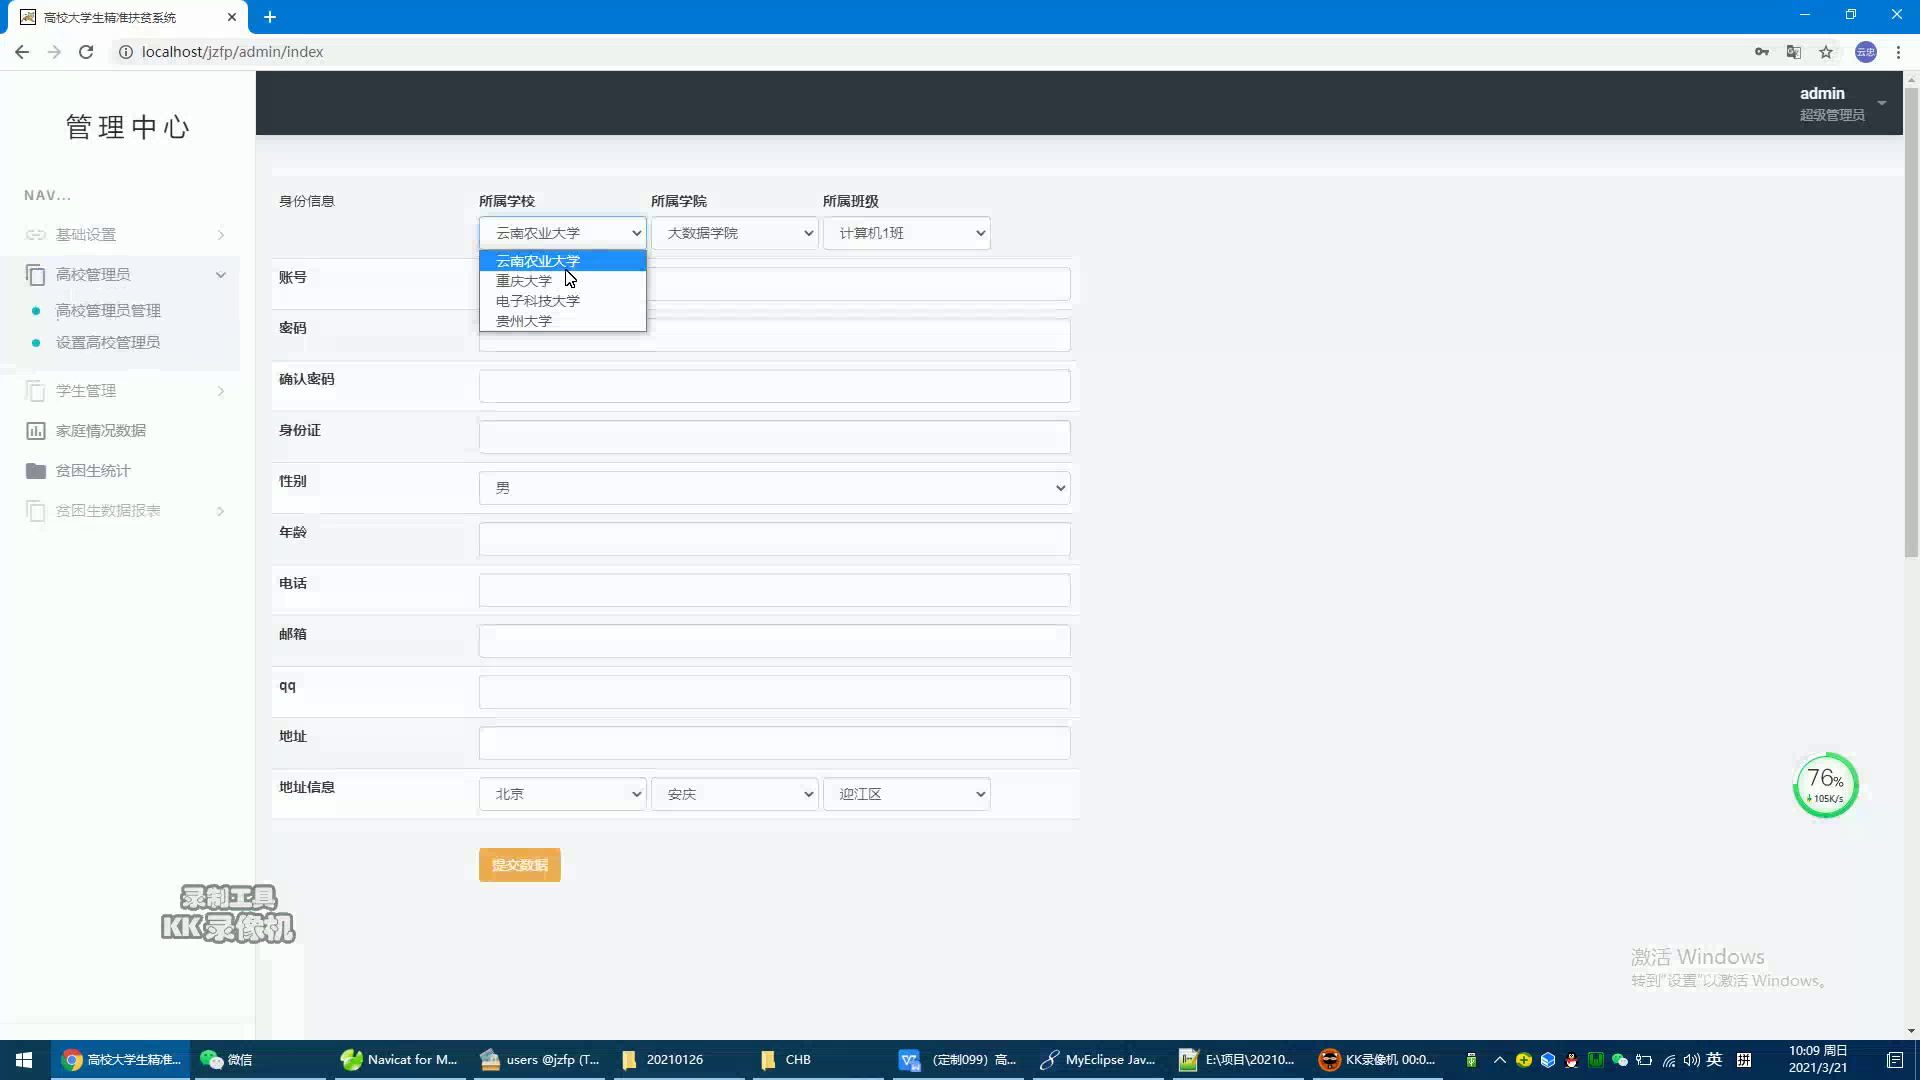 高校大学生精准扶贫系统
localhost/jzfp/admin/index
云忠
admin
超级管理员
管理中心
NAV...
基础设置
高校管理员
高校管理员管理
设置高校管理员
学生管理
家庭情况数据
贫困生统计
贫困生数据报表
身份信息 所属学校 所属学院 所属班级
云南农业大学 大数据学院 计算机1班
云南农业大学
重庆大学
电子科技大学
贵州大学
账号
密码
确认密码
身份证
性别 男
年龄
电话
邮箱
qq
地址
地址信息 北京 安庆 迎江区
提交数据
76%
105K/s
录制工具
KK录像机
激活 Windows
转到"设置"以激活 Windows。
高校大学生精准... 微信 Navicat for M... users @jzfp (T... 20210126 CHB (定制099) 高... MyEclipse Jav... E:\项目\20210... KK录像机 00:0... 英 拼
10:09 周日
2021/3/21